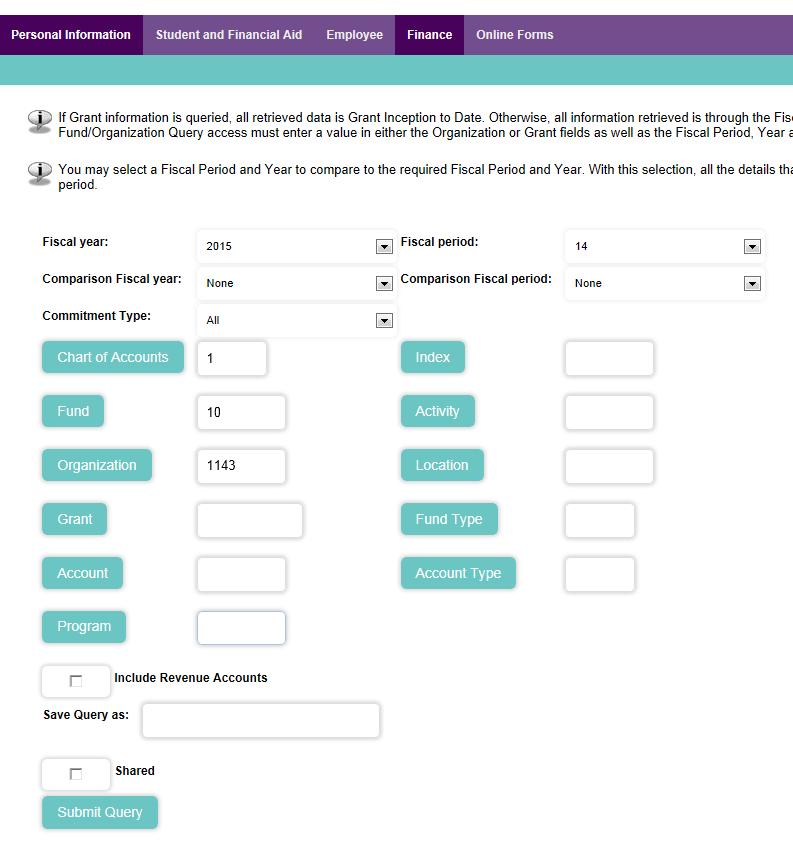 Personal Information Student and Financial Aid Employee Finance Online Forms
If Grant information is queried, all retrieved data is Grant Inception to Date. Otherwise, all information retrieved is through the
Fund/Organization Query access must enter a value in either the Organization or Grant fields as well as the Fiscal Period, Year
You may select a Fiscal Period and Year to compare to the required Fiscal Period and Year. With this selection, all the details
period.
Fiscal year: 2015 Fiscal period: 14
Comparison Fiscal year: None Comparison Fiscal period: None
Commitment Type: All
Chart of Accounts 1 Index
Fund 10 Activity
Organization 1143 Location
Grant Fund Type
Account Account Type
Program
Include Revenue Accounts
Save Query as:
Shared
Submit Query